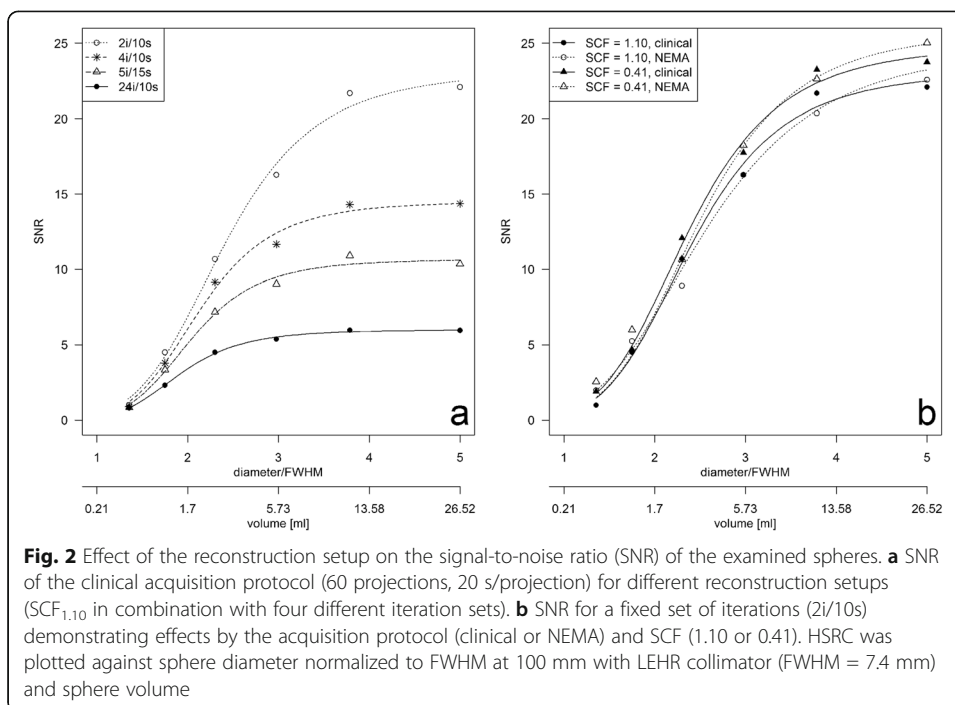 2i/10s
4i/10s
5i/15s
24i/10s
25
20
15
10
5
0
SNR
a
1 2 3 4 5
diameter/FWHM
0.21 1.7 5.73 13.58 26.52
volume [ml]
SCF = 1.10, clinical
SCF = 1.10, NEMA
SCF = 0.41, clinical
SCF = 0.41, NEMA
25
20
15
10
5
0
SNR
b
1 2 3 4 5
diameter/FWHM
0.21 1.7 5.73 13.58 26.52
volume [ml]
Fig. 2 Effect of the reconstruction setup on the signal-to-noise ratio (SNR) of the examined spheres. a SNR
of the clinical acquisition protocol (60 projections, 20 s/projection) for different reconstruction setups
(SCF1.10 in combination with four different iteration sets). b SNR for a fixed set of iterations (2i/10s)
demonstrating effects by the acquisition protocol (clinical or NEMA) and SCF (1.10 or 0.41). HSRC was
plotted against sphere diameter normalized to FWHM at 100 mm with LEHR collimator (FWHM = 7.4 mm)
and sphere volume